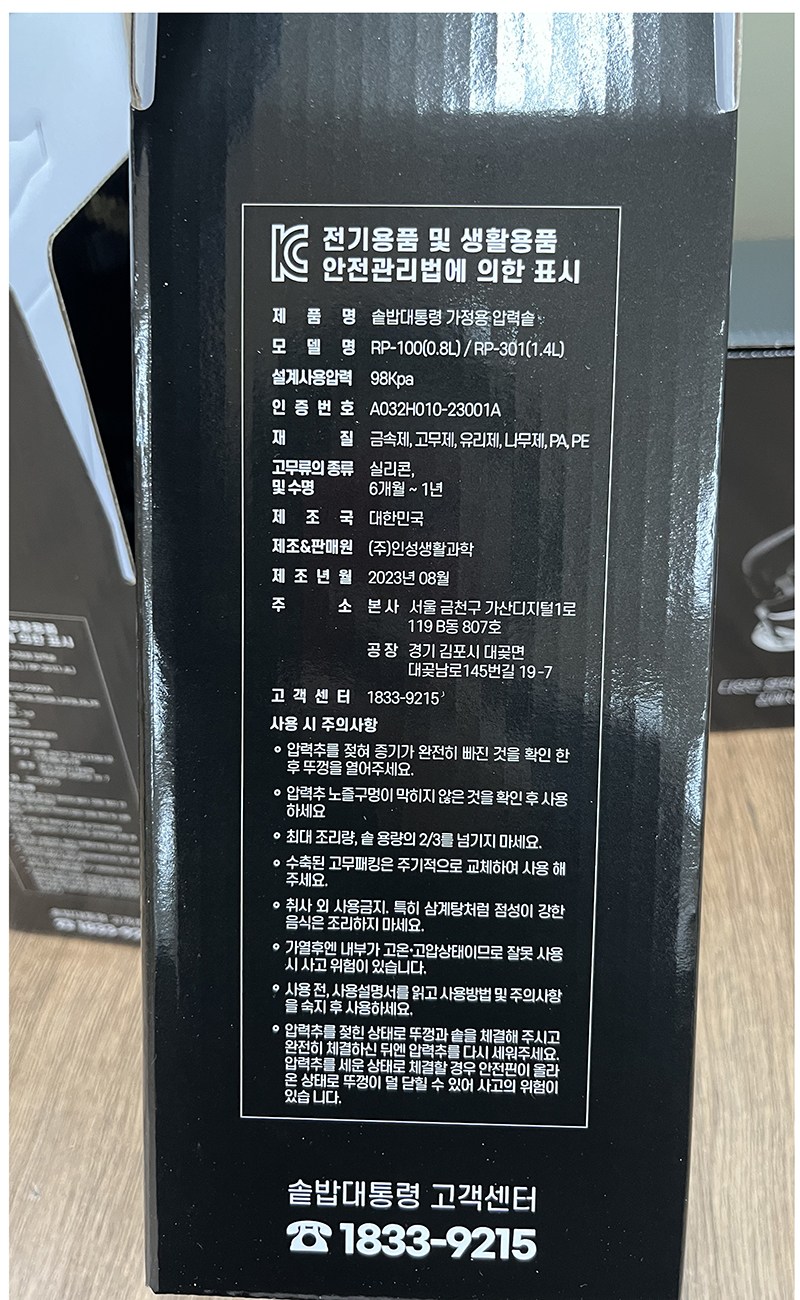 전기용품 및 생활용품
안전관리법에 의한 표시
제품명 솥밥대통령 가정용 압력솥
모델명 RP-100(0.8L) / RP-301(1.4L)
설계사용압력 98Kpa
인증번호 A032H010-23001A
재질 금속제, 고무제, 유리제, 나무제, PA, PE
고무류의 종류 실리콘,
및 수명 6개월 ~ 1년
제조국 대한민국
제조&판매원 (주)인성생활과학
제조년월 2023년 08월
주소 본사 서울 금천구 가산디지털1로
119 B동 807호
공장 경기 김포시 대곶면
대곶남로145번길 19-7
고객센터 1833-9215
사용 시 주의사항
압력추를 젖혀 증기가 완전히 빠진 것을 확인 한
후 뚜껑을 열어주세요.
압력추 노즐구멍이 막히지 않은 것을 확인 후 사용
하세요
최대 조리량, 솥 용량의 2/3를 넘기지 마세요.
수축된 고무패킹은 주기적으로 교체하여 사용 해
주세요.
취사 외 사용금지. 특히 삼계탕처럼 점성이 강한
음식은 조리하지 마세요.
가열후엔 내부가 고온·고압상태이므로 잘못 사용
시 사고 위험이 있습니다.
사용 전, 사용설명서를 읽고 사용방법 및 주의사항
을 숙지 후 사용하세요.
압력추를 젖힌 상태로 뚜껑과 솥을 체결해 주시고
완전히 체결하신 뒤엔 압력추를 다시 세워주세요.
압력추를 세운 상태로 체결할 경우 안전핀이 올라
온 상태로 뚜껑이 덜 닫힐 수 있어 사고의 위험이
있습니다.
솥밥대통령 고객센터
☎ 1833-9215